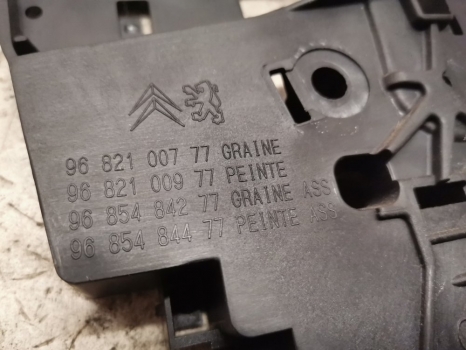 96 821 007 77 GRAINE
96 821 009 77 PEINTE
96 854 842 77 GRAINE ASS
96 854 844 77 PEINTE ASS